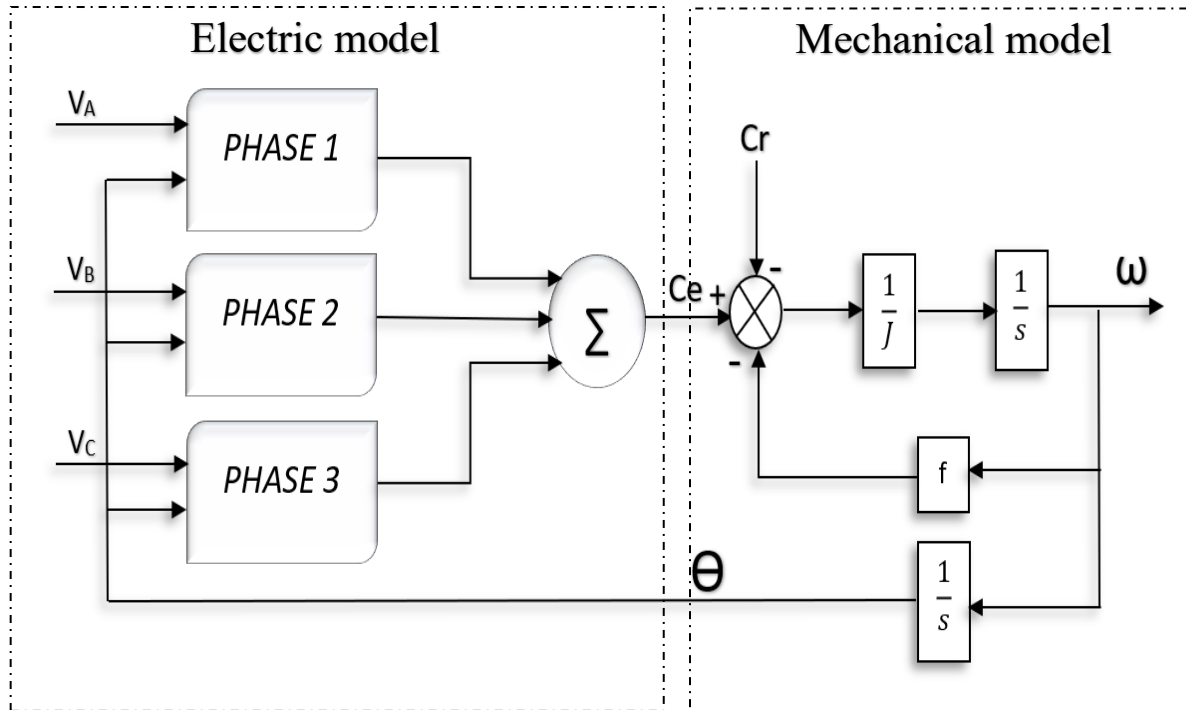 Electric model
Mechanical model
VA
PHASE 1
Cr
VB
PHASE 2
Σ
Ce
+
-
-
1
J
1
s
ω
VC
PHASE 3
f
θ
1
s